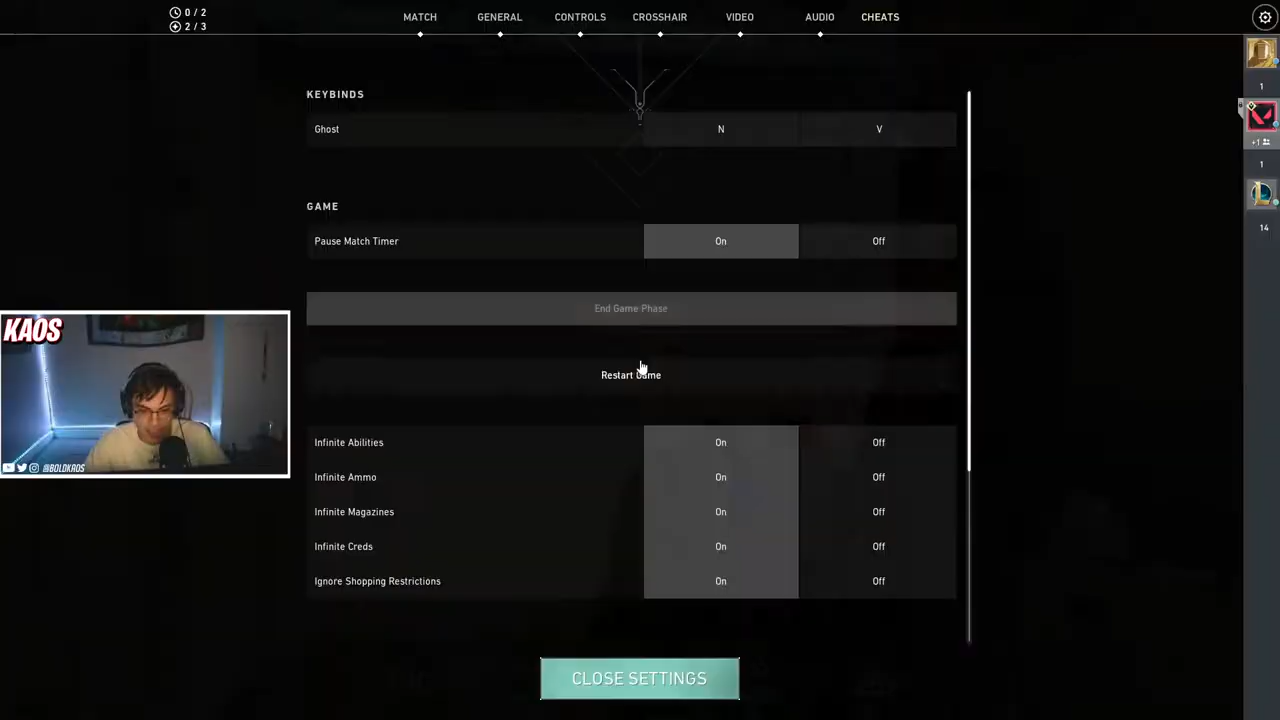 0 / 2
2 / 3
MATCH GENERAL CONTROLS CROSSHAIR VIDEO AUDIO CHEATS
KEYBINDS
Ghost N V
GAME
Pause Match Timer On Off
End Game Phase
Restart Game
Infinite Abilities On Off
Infinite Ammo On Off
Infinite Magazines On Off
Infinite Creds On Off
Ignore Shopping Restrictions On Off
CLOSE SETTINGS
KAOS
@BOLDKAOS
1
+1
1
14